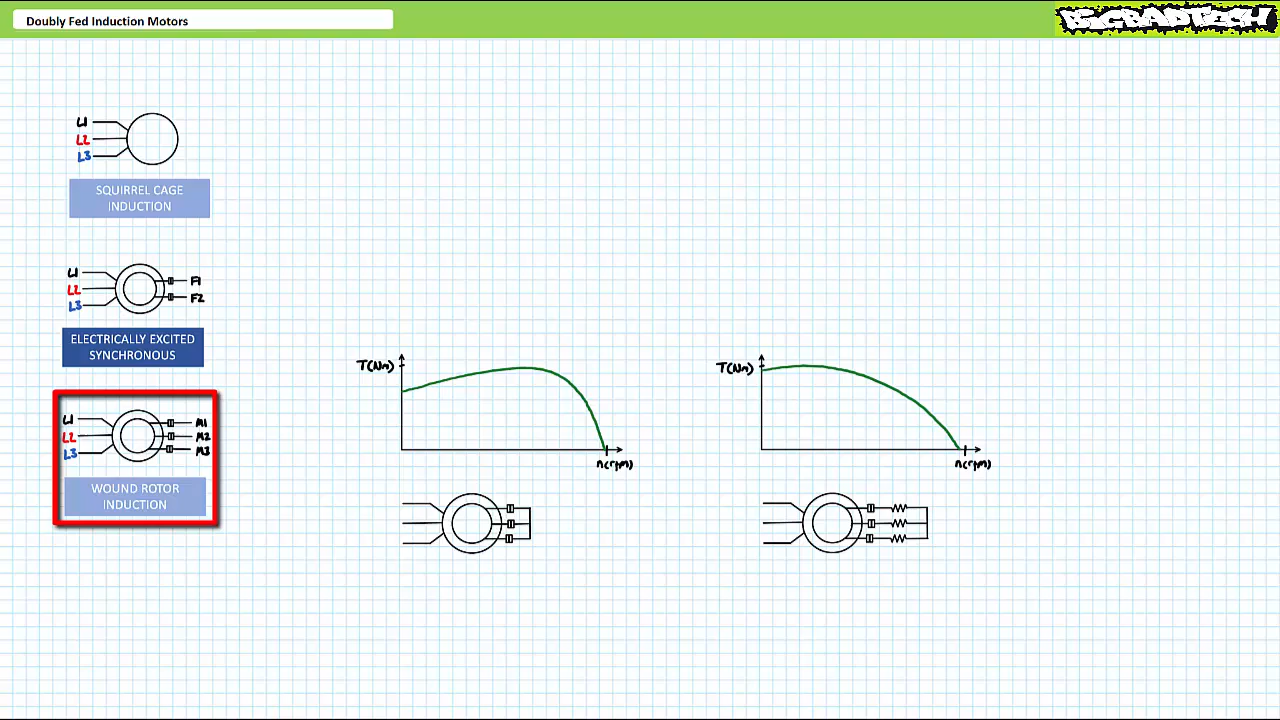 Doubly Fed Induction Motors
BIGBADTECH
L1
L2
L3
SQUIRREL CAGE
INDUCTION
L1
L2
L3
F1
F2
ELECTRICALLY EXCITED
SYNCHRONOUS
L1
L2
L3
M1
M2
M3
WOUND ROTOR
INDUCTION
T(Nm)
n(rpm)
T(Nm)
n(rpm)